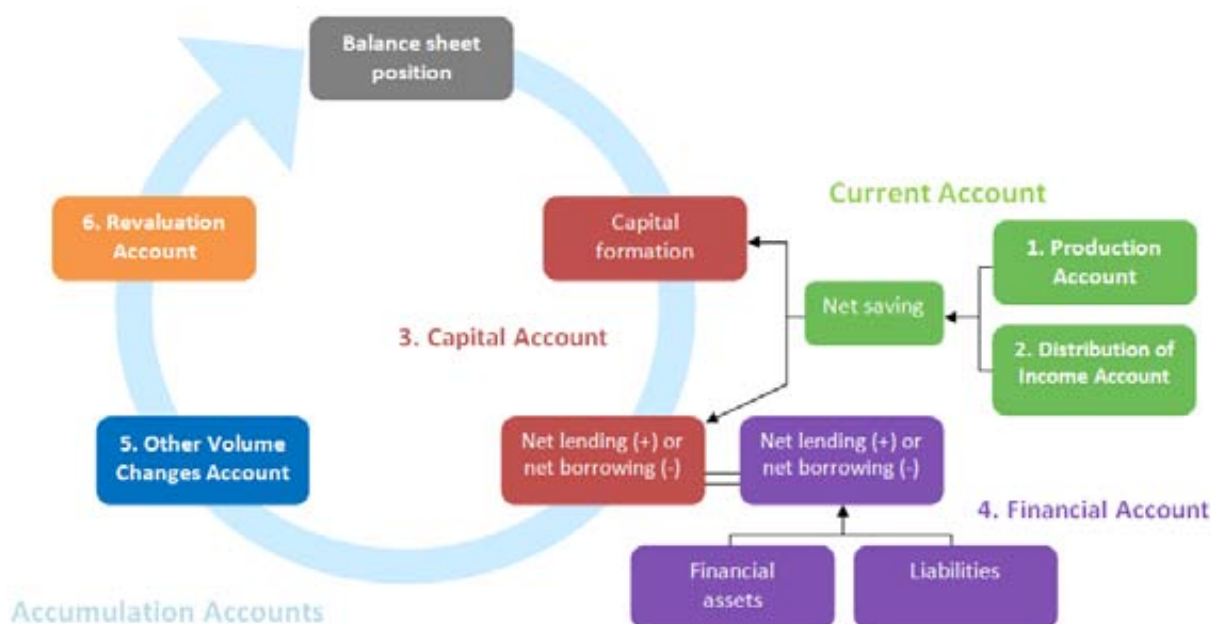 Balance sheet
position
Current Account
6. Revaluation
Account
Capital
formation
1. Production
Account
Net saving
3. Capital Account
2. Distribution of
Income Account
5. Other Volume
Changes Account
Net lending (+) or
net borrowing (-)
Net lending (+) or
net borrowing (-)
4. Financial Account
Financial
assets
Liabilities
Accumulation Accounts